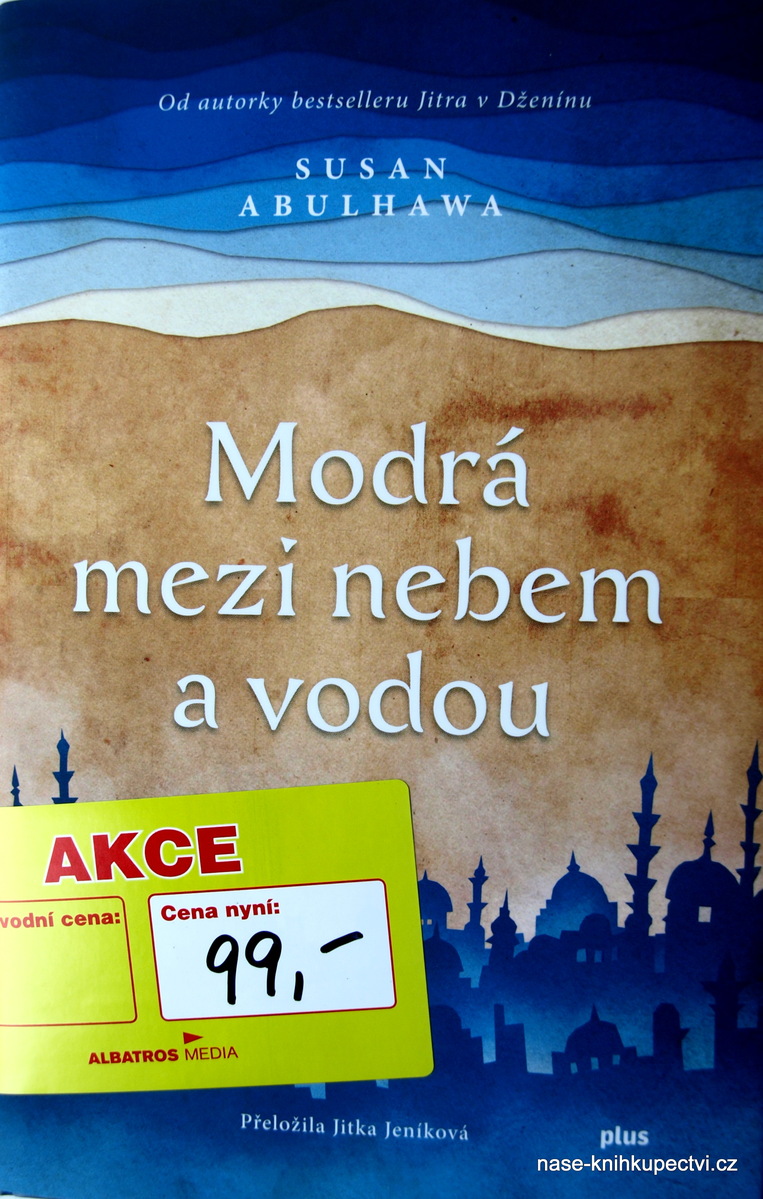 Od autorky bestselleru Jitra v Dženínu
SUSAN
ABULHAWA
Modrá
mezi nebem
a vodou
AKCE
vodní cena:
Cena nyní:
99,-
ALBATROS MEDIA
Přeložila Jitka Jeníková
plus
nase-knihkupectvi.cz